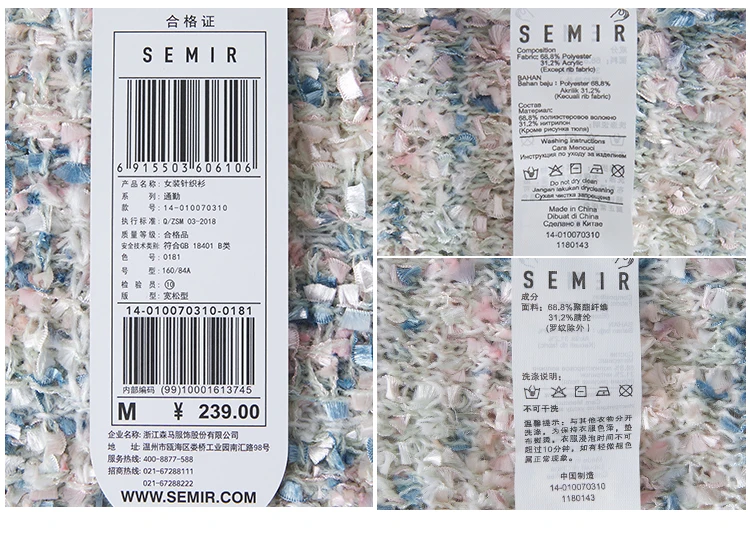 合格证
SEMIR
6 915503 606106
产品名称: 女装针织衫
系 列: 通勤
款 号: 14-010070310
执行标准: Q/ZSM 03-2018
质量等级: 合格品
安全技术类别: 符合GB 18401 B类
色 号: 0181
号 型: 160/84A
检 验 员: ⑩
版 型: 宽松型
14-010070310-0181
内部编码 (99)10001613745
M ¥ 239.00
企业名称: 浙江森马服饰股份有限公司
地 址: 温州市瓯海区娄桥工业园南汇路98号
服务热线: 400-8877-588
招商热线: 021-67288111
021-67288222
WWW.SEMIR.COM
SEMIR
Composition
Fabric: 68,8% Polyester
31,2% Acrylic
(Except rib fabric)
BAHAN
Bahan beju : Polyester 68,8%
Akrilik 31,2%
(Kecuali rib fabric)
Состав
Материал:
68,8% полиэстеровое волокно
31,2% нитрилон
(Кроме рисунка пола)
Washing instructions
Cara Mencuci
Инструкция по уходу за изделием
Do not dry clean
Jangan lakukan drycleaning
Сухая чистка запрещена
Made in China
Dibuat di China
Сделано в Китае
14-010070310
1180143
SEMIR
成分
面料: 68.8%聚酯纤维
31.2%腈纶
(罗纹除外)
洗涤说明:
不可干洗
温馨提示: 与其他衣物分开
洗涤。为保持衣服色泽, 垫
布熨烫。衣服浸泡时间不可
超过10分钟, 如有轻微褪色
属正常现象。
中国制造
14-010070310
1180143